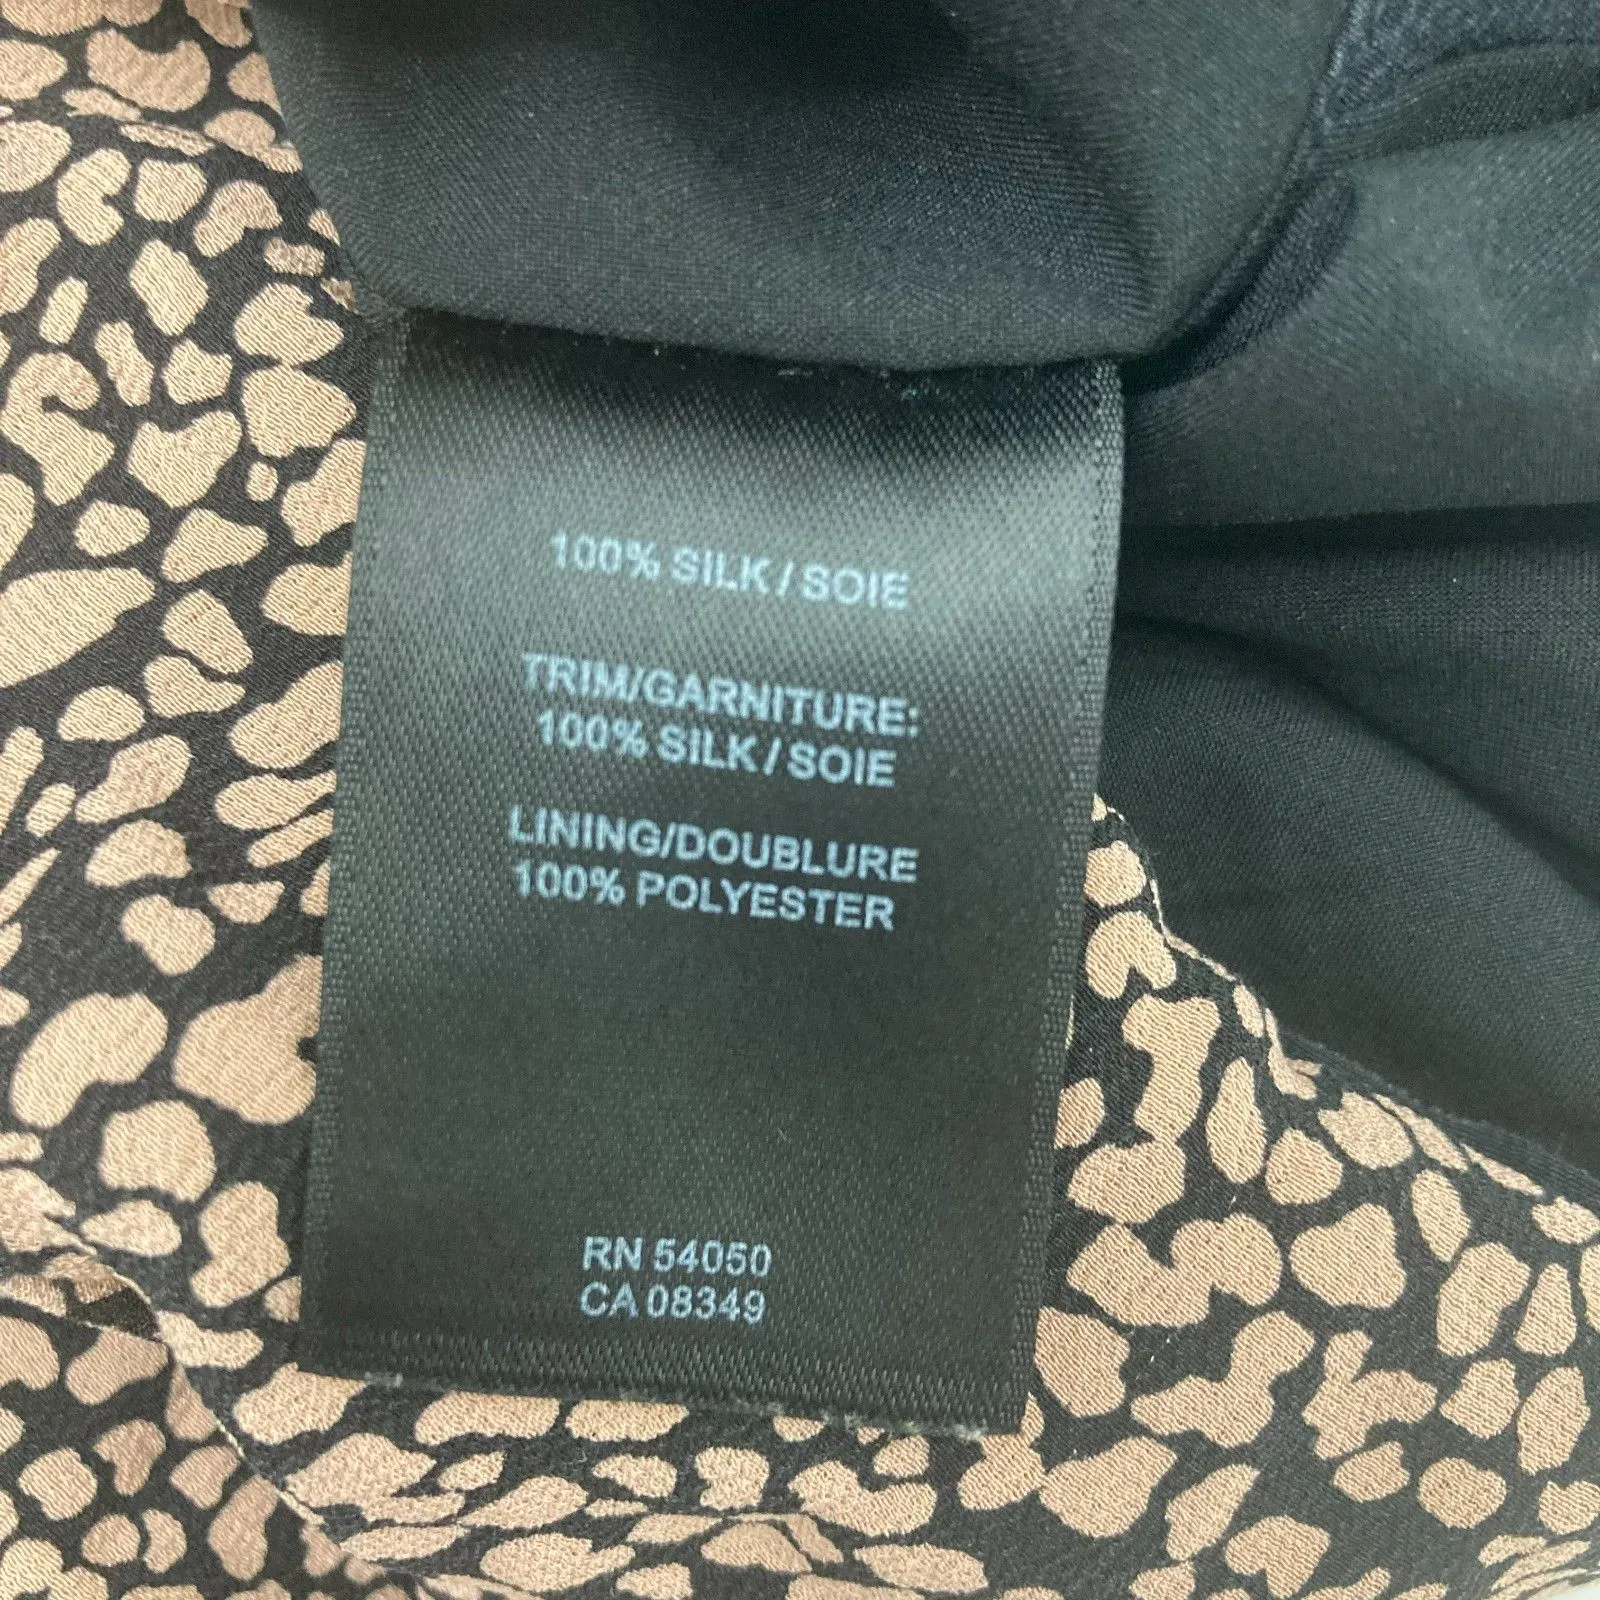 100% SILK / SOIE
TRIM/GARNITURE:
100% SILK / SOIE
LINING/DOUBLURE
100% POLYESTER
RN 54050
CA 08349